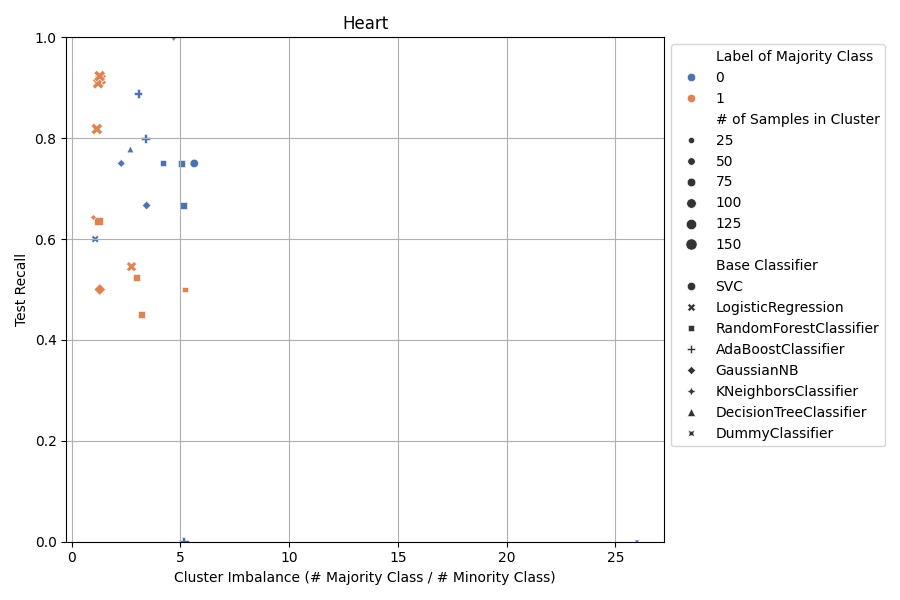 Heart
1.0
0.8
0.6
0.4
0.2
0.0
Test Recall
0 5 10 15 20 25
Cluster Imbalance (# Majority Class / # Minority Class)
Label of Majority Class
0
1
# of Samples in Cluster
25
50
75
100
125
150
Base Classifier
SVC
LogisticRegression
RandomForestClassifier
AdaBoostClassifier
GaussianNB
KNeighborsClassifier
DecisionTreeClassifier
DummyClassifier